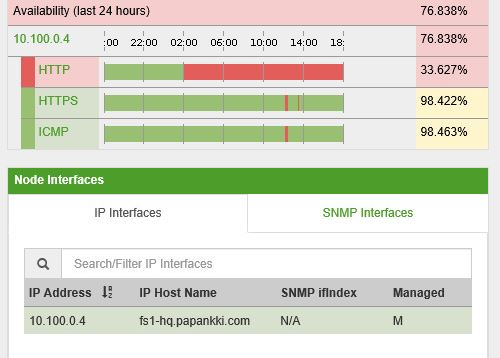 Availability (last 24 hours) 76.838%
10.100.0.4 :00 22:00 02:00 06:00 10:00 14:00 18: 76.838%
HTTP 33.627%
HTTPS 98.422%
ICMP 98.463%
Node Interfaces
IP Interfaces SNMP Interfaces
Search/Filter IP Interfaces
IP Address IP Host Name SNMP ifIndex Managed
10.100.0.4 fs1-hq.papankki.com N/A M